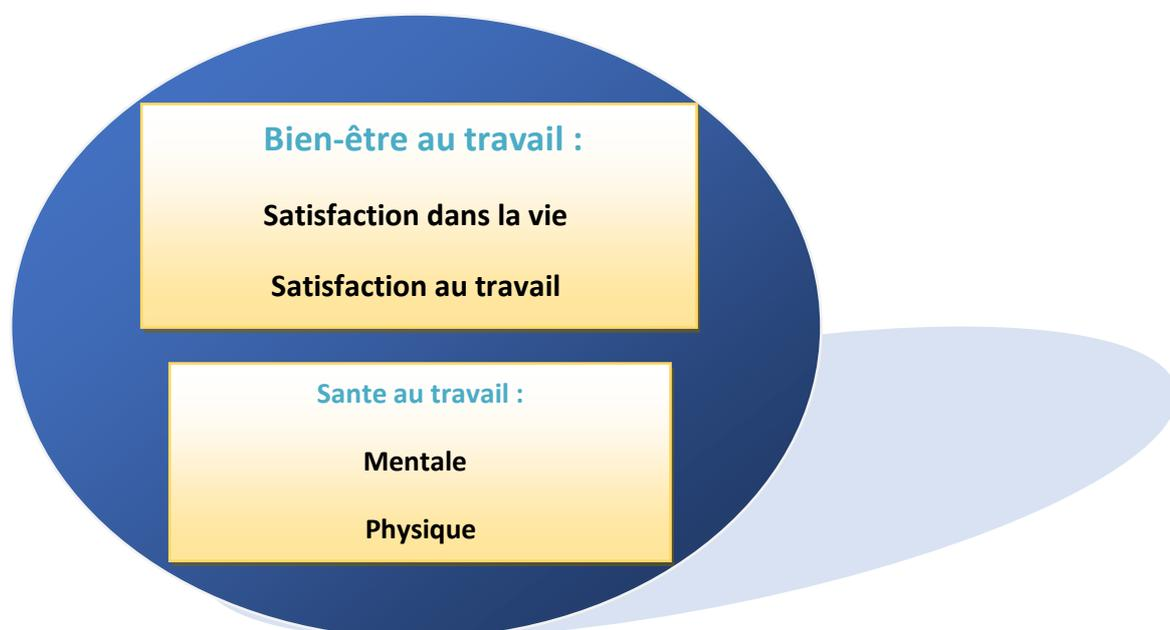 Bien-être au travail :
Satisfaction dans la vie
Satisfaction au travail
Sante au travail :
Mentale
Physique